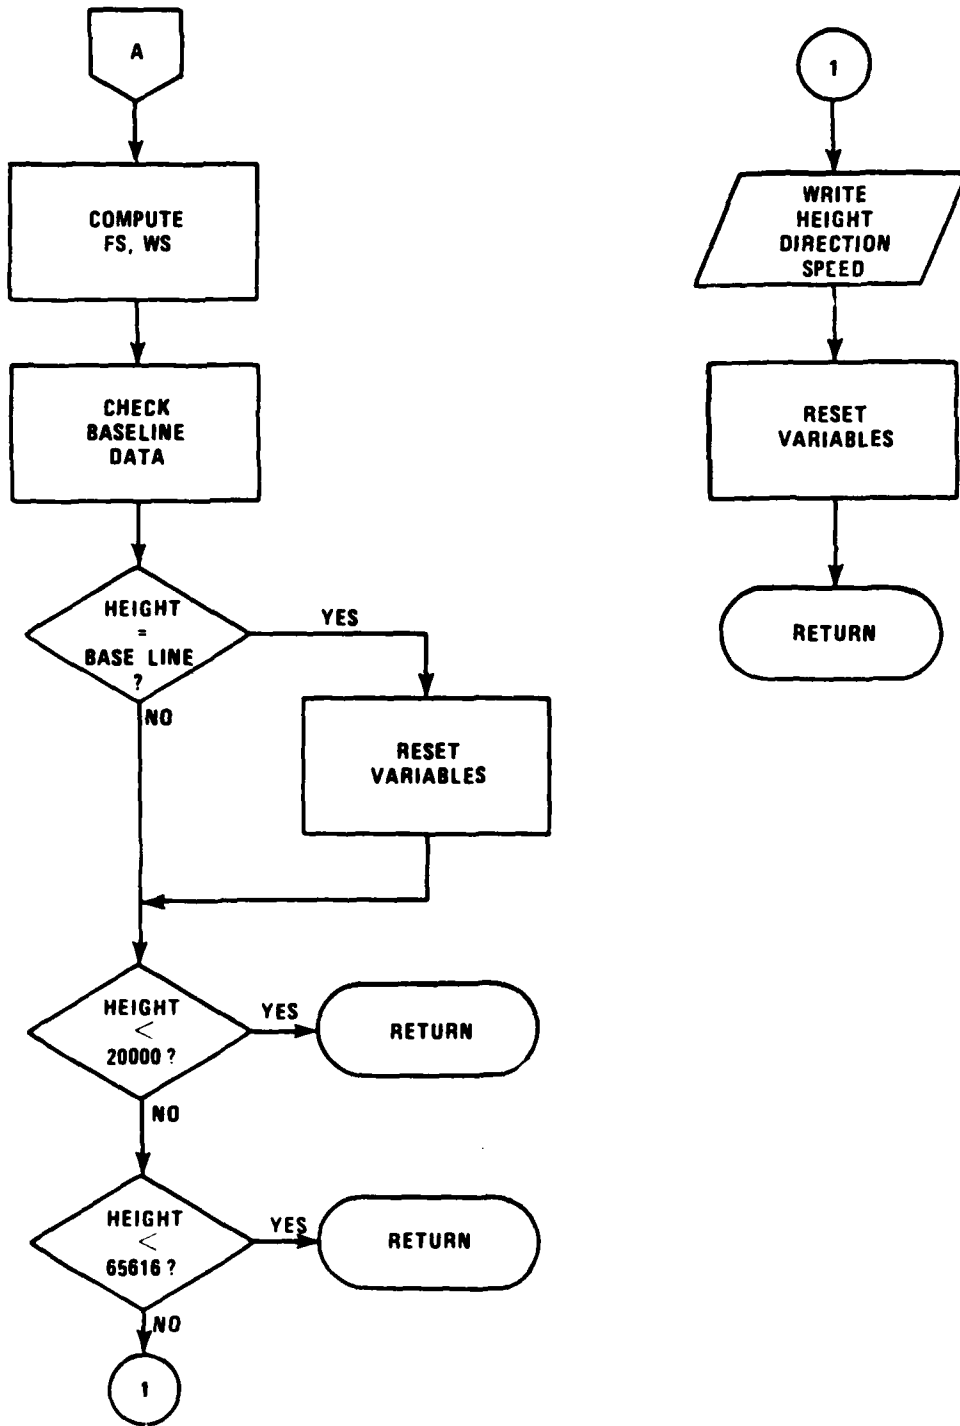 A
COMPUTE
FS, WS
CHECK
BASELINE
DATA
HEIGHT
=
BASE LINE
?
YES
NO
RESET
VARIABLES
HEIGHT
<
20000 ?
YES
RETURN
NO
HEIGHT
<
65616 ?
YES
RETURN
NO
1
1
WRITE
HEIGHT
DIRECTION
SPEED
RESET
VARIABLES
RETURN